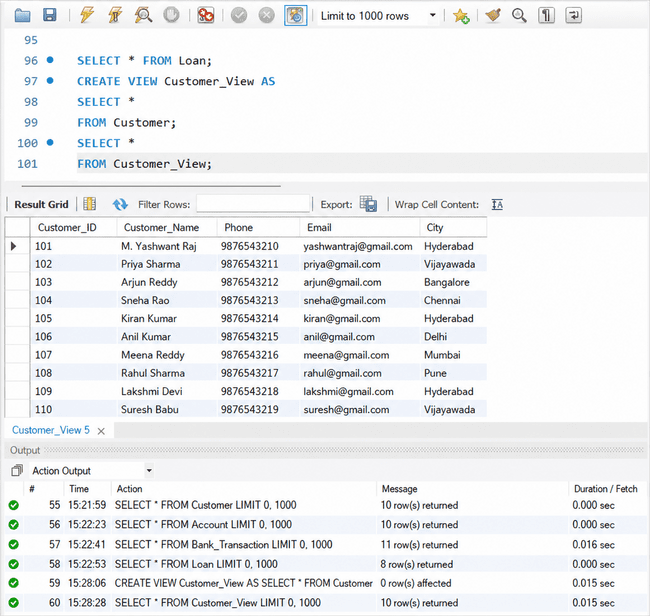 Limit to 1000 rows
95
96 SELECT * FROM Loan;
97 CREATE VIEW Customer_View AS
98 SELECT *
99 FROM Customer;
100 SELECT *
101 FROM Customer_View;
Result Grid Filter Rows: Export: Wrap Cell Content: IA
Customer_ID Customer_Name Phone Email City
101 M. Yashwant Raj 9876543210 yashwantraj@gmail.com Hyderabad
102 Priya Sharma 9876543211 priya@gmail.com Vijayawada
103 Arjun Reddy 9876543212 arjun@gmail.com Bangalore
104 Sneha Rao 9876543213 sneha@gmail.com Chennai
105 Kiran Kumar 9876543214 kiran@gmail.com Hyderabad
106 Anil Kumar 9876543215 anil@gmail.com Delhi
107 Meena Reddy 9876543216 meena@gmail.com Mumbai
108 Rahul Sharma 9876543217 rahul@gmail.com Pune
109 Lakshmi Devi 9876543218 lakshmi@gmail.com Hyderabad
110 Suresh Babu 9876543219 suresh@gmail.com Vijayawada
Customer_View 5
Output
Action Output
# Time Action Message Duration / Fetch
55 15:21:59 SELECT * FROM Customer LIMIT 0, 1000 10 row(s) returned 0.000 sec
56 15:22:23 SELECT * FROM Account LIMIT 0, 1000 10 row(s) returned 0.000 sec
57 15:22:41 SELECT * FROM Bank_Transaction LIMIT 0, 1000 11 row(s) returned 0.016 sec
58 15:22:53 SELECT * FROM Loan LIMIT 0, 1000 8 row(s) returned 0.000 sec
59 15:28:06 CREATE VIEW Customer_View AS SELECT * FROM Customer 0 row(s) affected 0.015 sec
60 15:28:28 SELECT * FROM Customer_View LIMIT 0, 1000 10 row(s) returned 0.015 sec